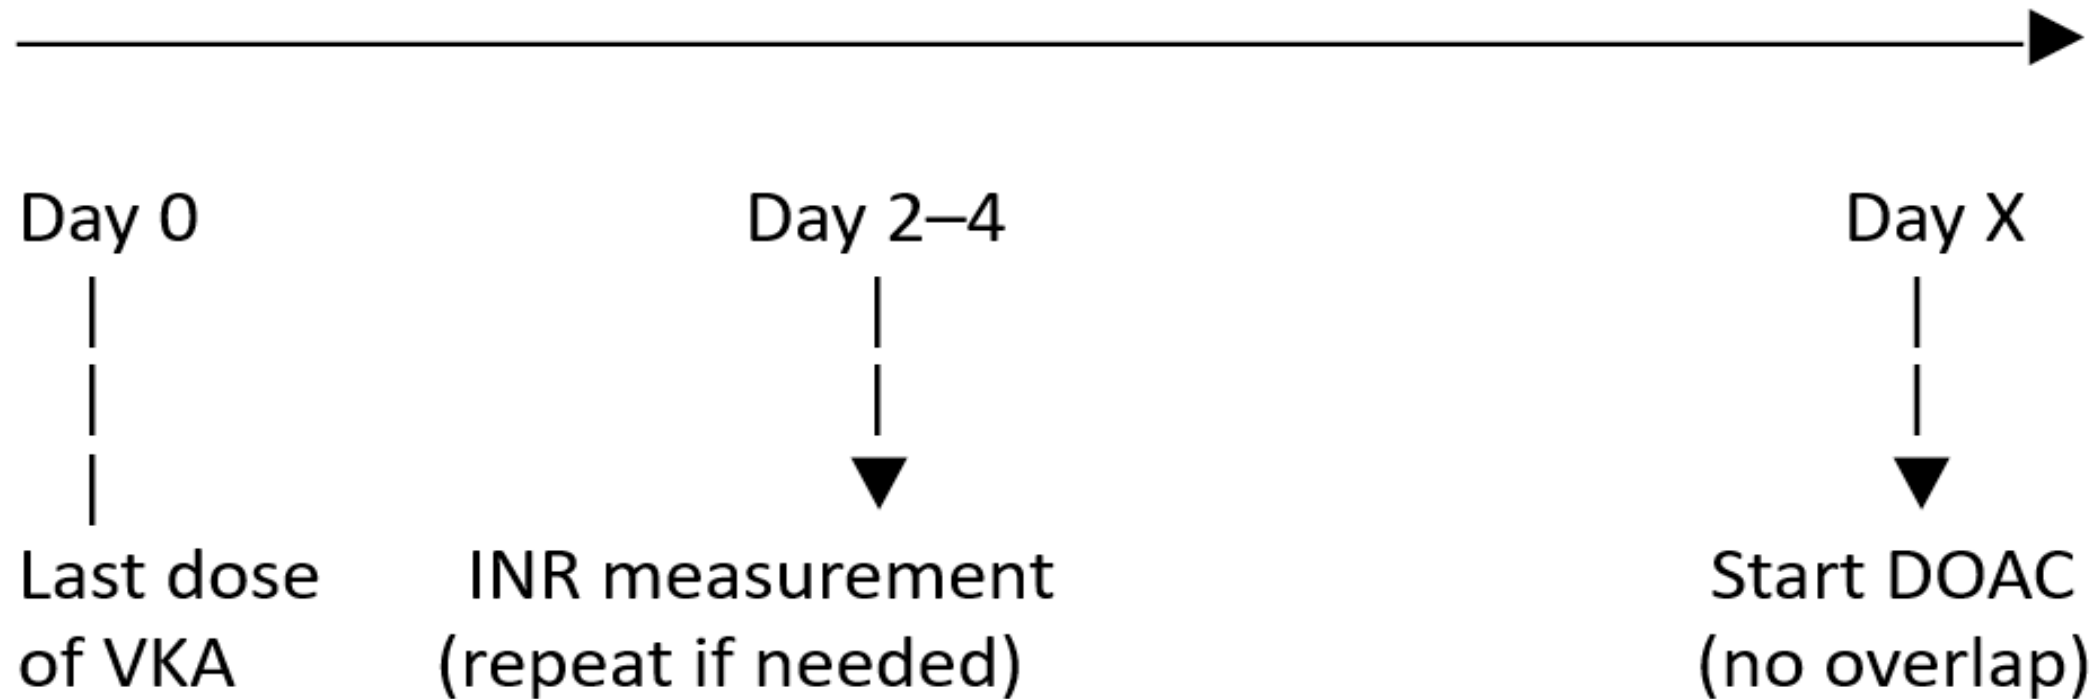 Day 0
Day 2–4
Day X
Last dose
of VKA
INR measurement
(repeat if needed)
Start DOAC
(no overlap)